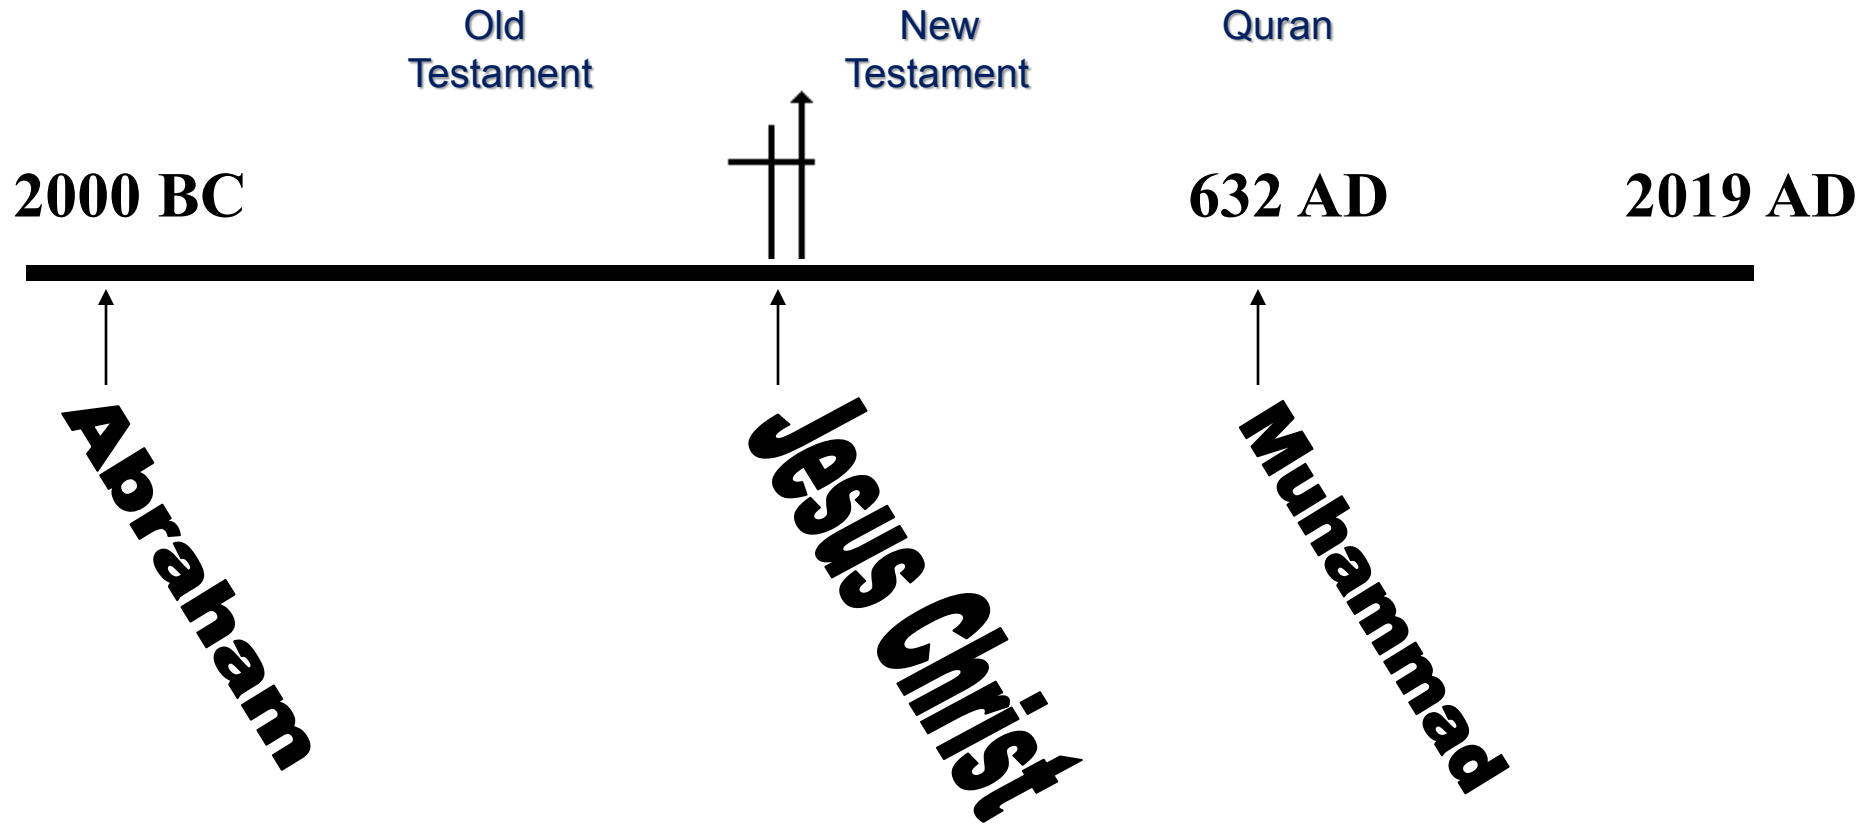 Old
Testament
New
Testament
Quran
2000 BC
632 AD
2019 AD
Abraham
Jesus Christ
Muhammad